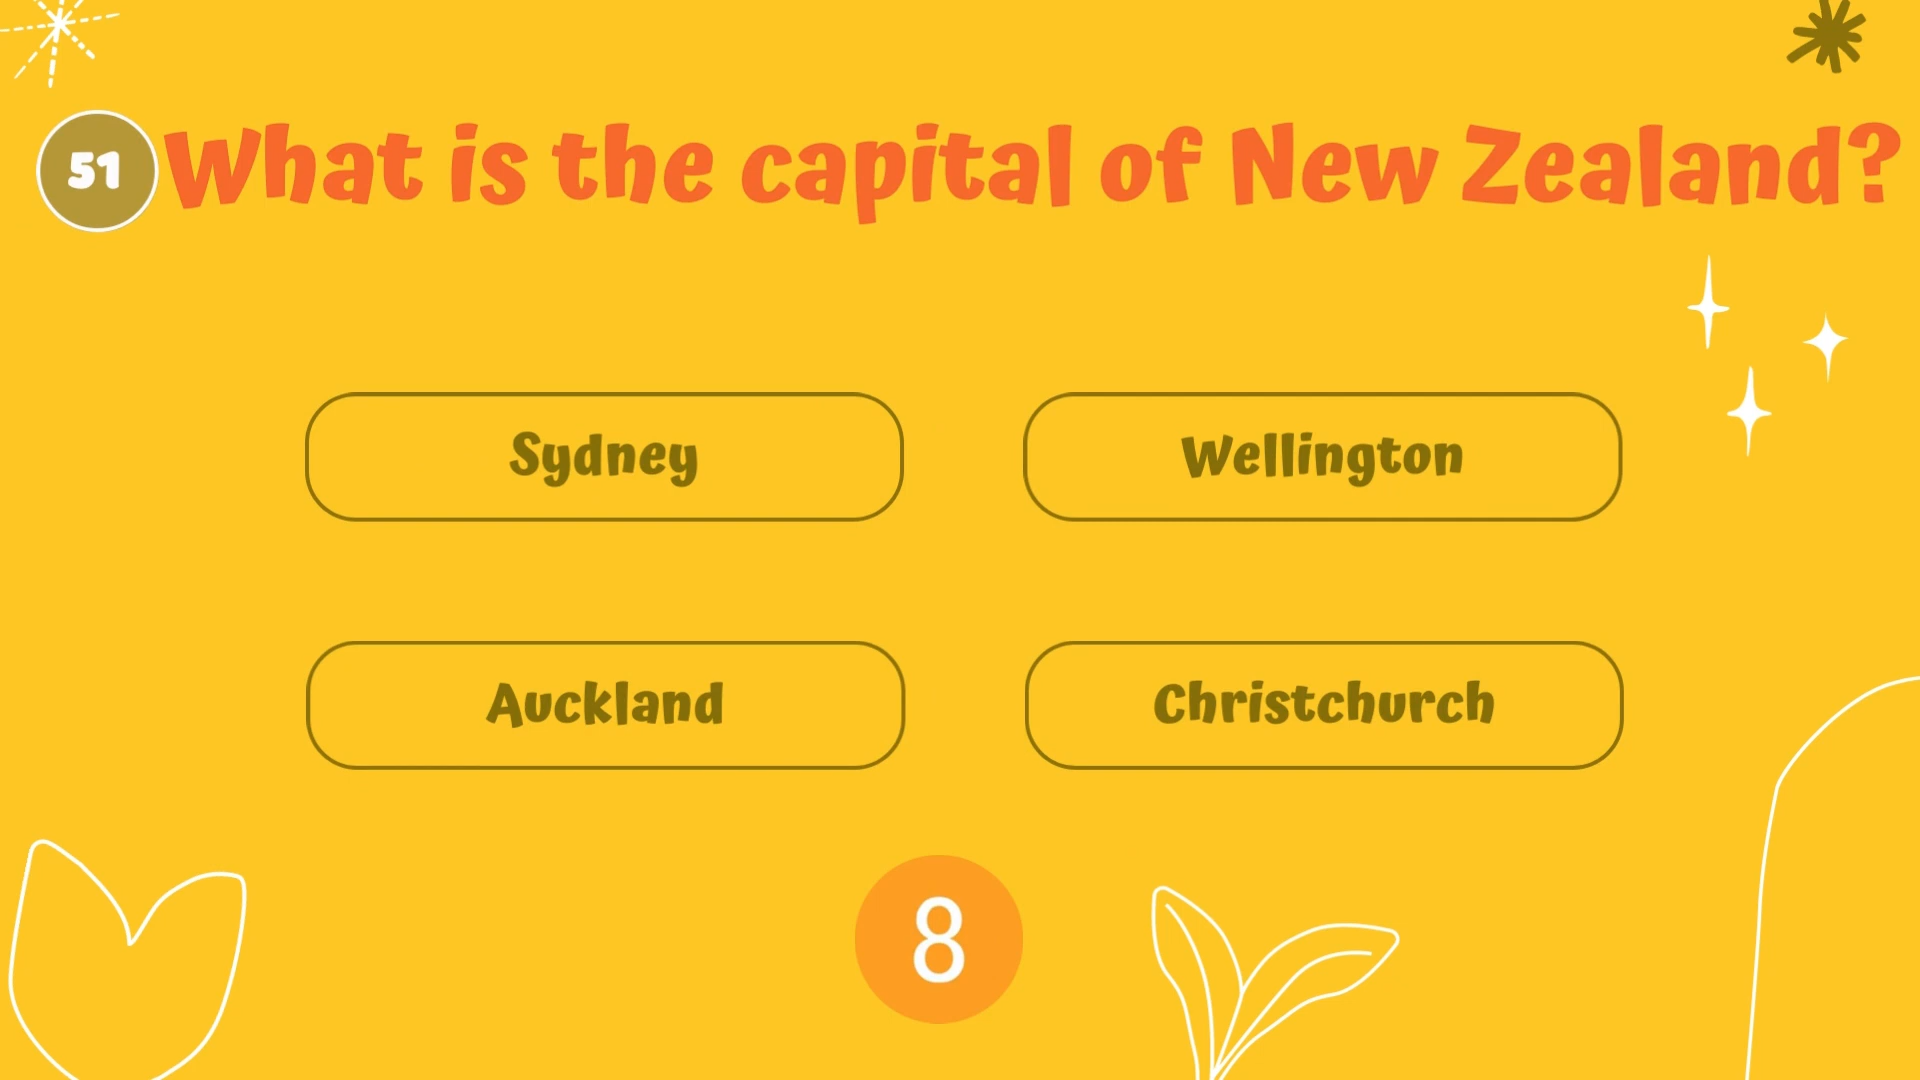 51 What is the capital of New Zealand?
Sydney
Wellington
Auckland
Christchurch
8